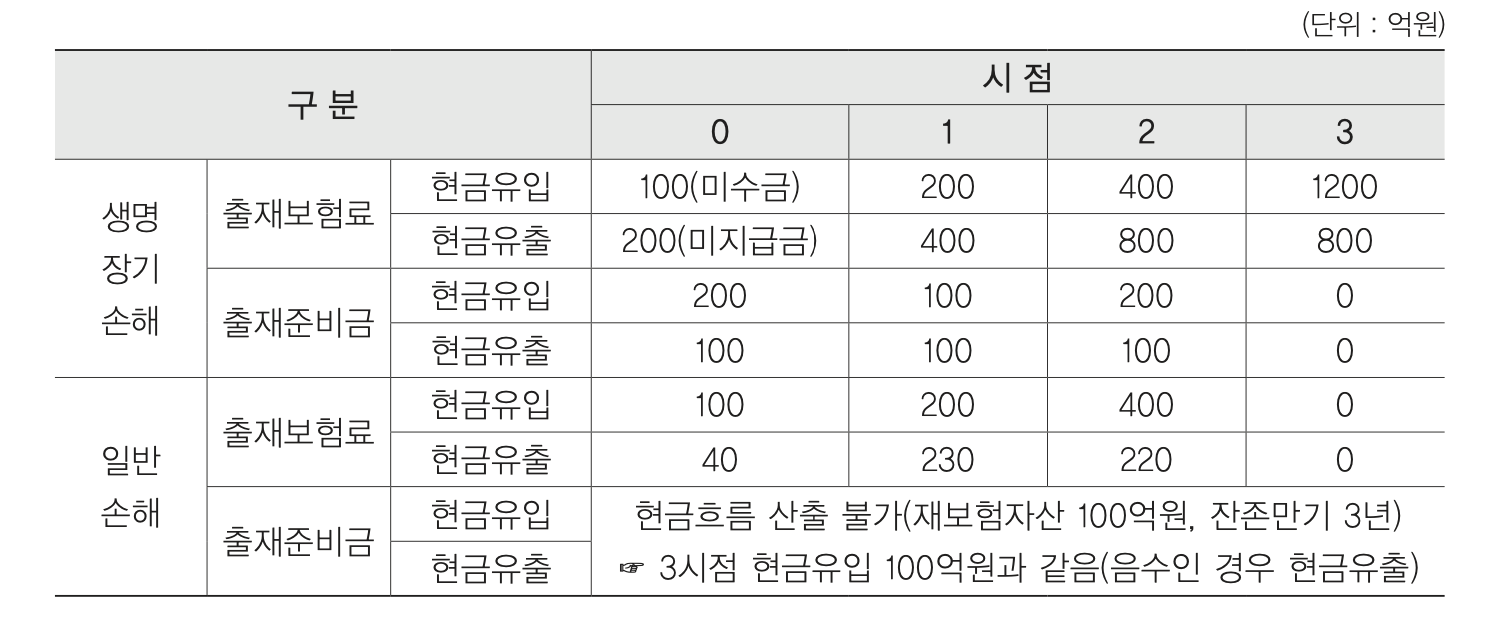 (단위 : 억원)
구 분 시 점
0 1 2 3
생명 장기 손해 출재보험료 현금유입 100(미수금) 200 400 1200
현금유출 200(미지급금) 400 800 800
출재준비금 현금유입 200 100 200 0
현금유출 100 100 100 0
일반 손해 출재보험료 현금유입 100 200 400 0
현금유출 40 230 220 0
출재준비금 현금유입 현금흐름 산출 불가(재보험자산 100억원, 잔존만기 3년)
현금유출 ☞ 3시점 현금유입 100억원과 같음(음수인 경우 현금유출)